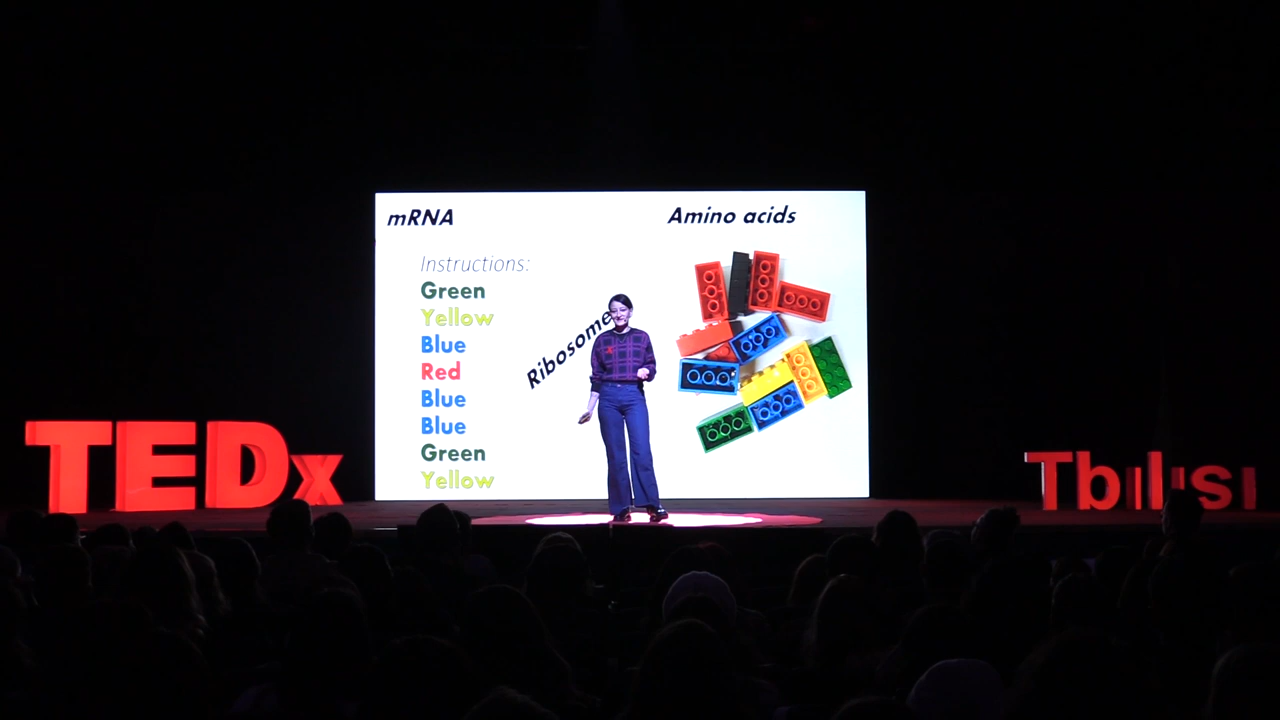 mRNA
Amino acids
Instructions:
Green
Yellow
Blue
Red
Blue
Blue
Green
Yellow
Ribosome
TEDx
Tbilisi